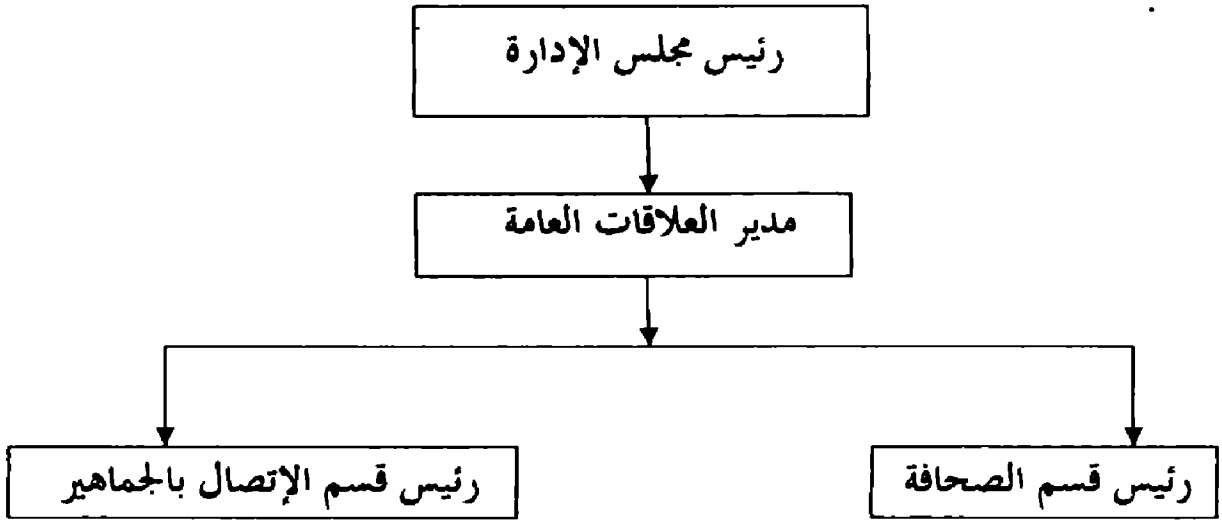 رئيس مجلس الإدارة
مدير العلاقات العامة
رئيس قسم الصحافة
رئيس قسم الإتصال بالجماهير